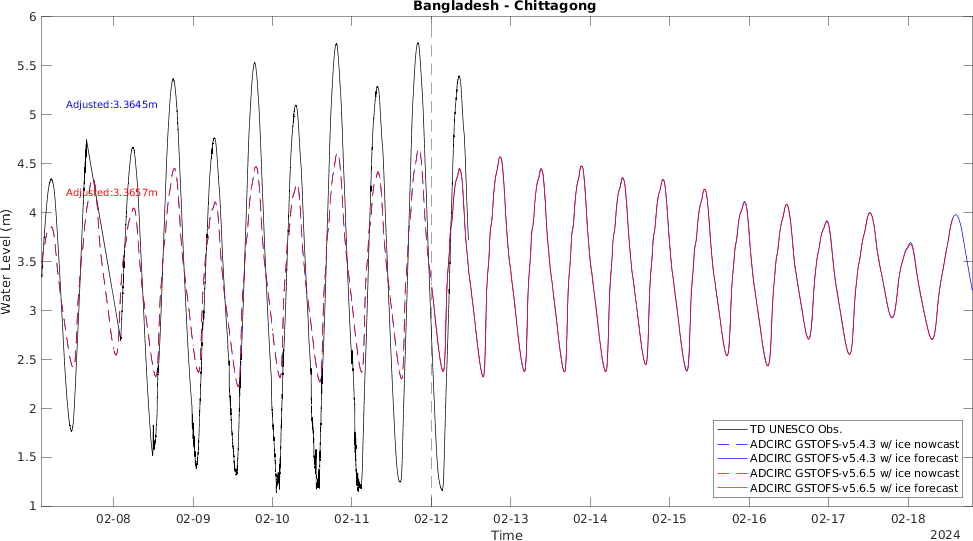 Bangladesh - Chittagong
6
5.5
5
4.5
4
3.5
3
2.5
2
1.5
1
Water Level (m)
Adjusted:3.3645m
Adjusted:3.3657m
TD UNESCO Obs.
ADCIRC GSTOFS-v5.4.3 w/ ice nowcast
ADCIRC GSTOFS-v5.4.3 w/ ice forecast
ADCIRC GSTOFS-v5.6.5 w/ ice nowcast
ADCIRC GSTOFS-v5.6.5 w/ ice forecast
02-08 02-09 02-10 02-11 02-12 02-13 02-14 02-15 02-16 02-17 02-18
Time
2024